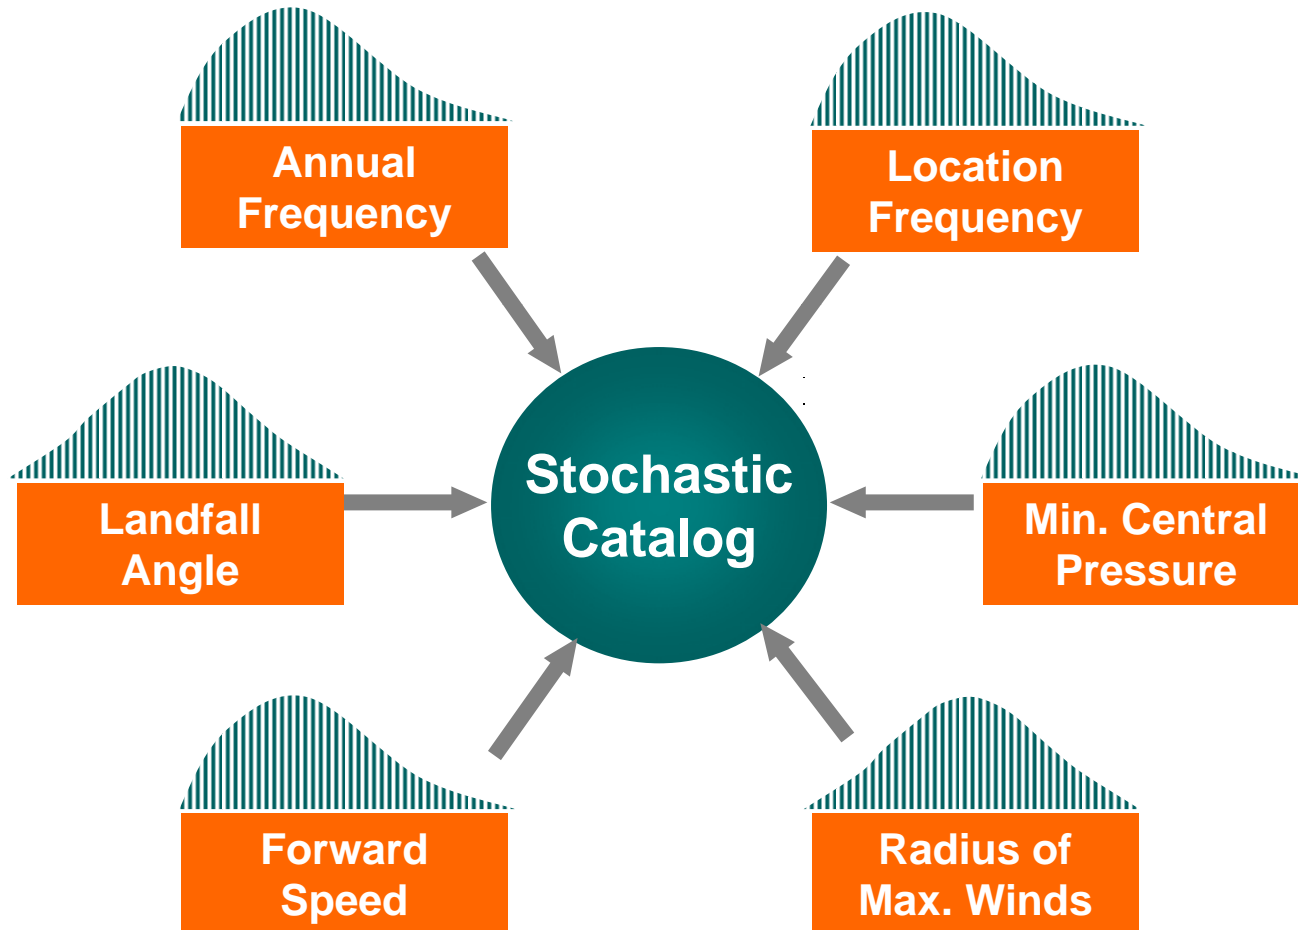 Annual
Frequency
Location
Frequency
Stochastic
Catalog
Landfall
Angle
Min. Central
Pressure
Forward
Speed
Radius of
Max. Winds